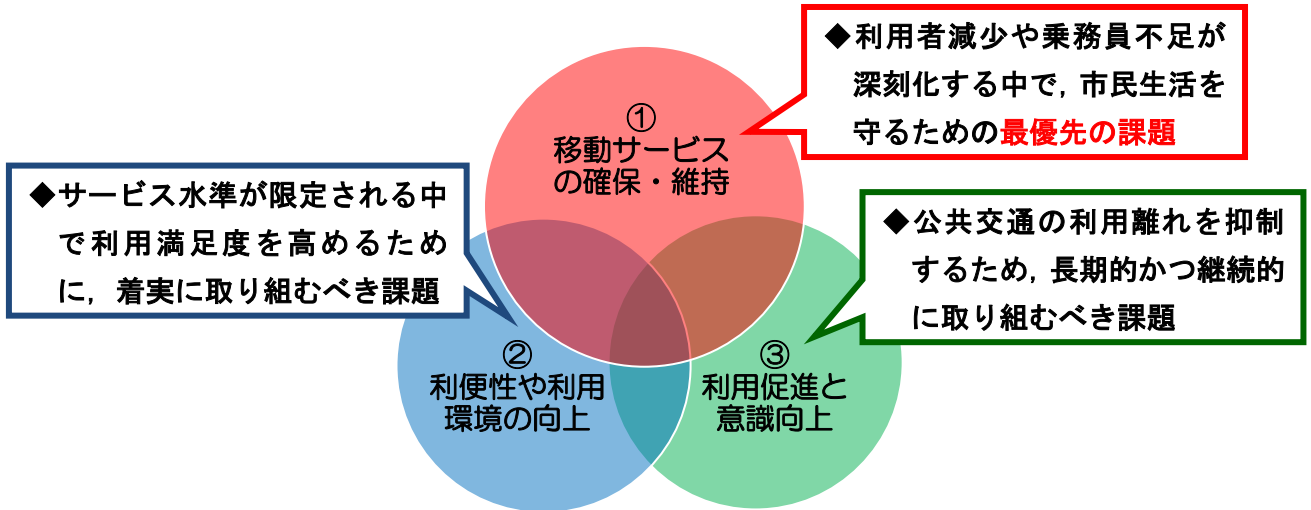 ◆利用者減少や乗務員不足が
深刻化する中で，市民生活を
守るための最優先の課題
①
移動サービス
の確保・維持
◆サービス水準が限定される中
で利用満足度を高めるため
に，着実に取り組むべき課題
◆公共交通の利用離れを抑制
するため，長期的かつ継続的
に取り組むべき課題
②
利便性や利用
環境の向上
③
利用促進と
意識向上